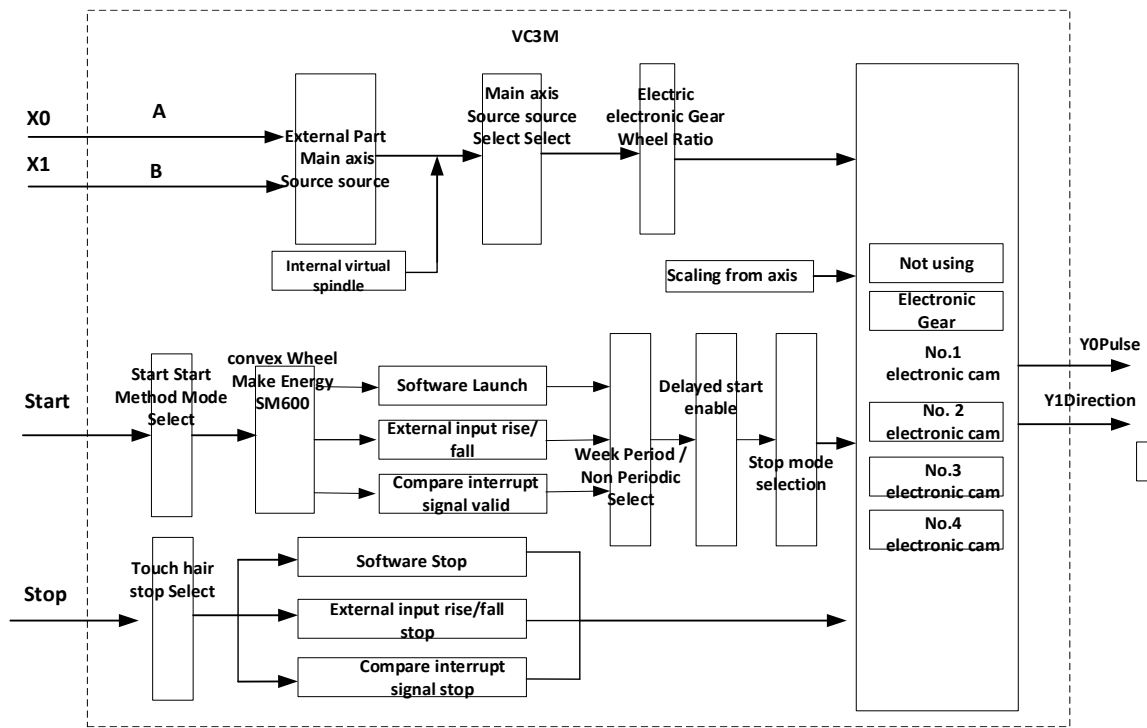 VC3M
X0
A
X1
B
External Part
Main axis
Source source
Main axis
Source source
Select Select
Electric
electronic Gear
Wheel Ratio
Internal virtual
spindle
Scaling from axis
Not using
Electronic
Gear
No.1
electronic cam
No. 2
electronic cam
No.3
electronic cam
No.4
electronic cam
Y0Pulse
Y1Direction
Start
Start Start
Method Mode
Select
convex Wheel
Make Energy
SM600
Software Launch
External input rise/
fall
Compare interrupt
signal valid
Week Period /
Non Periodic
Select
Delayed start
enable
Stop mode
selection
Stop
Touch hair
stop Select
Software Stop
External input rise/fall
stop
Compare interrupt
signal stop